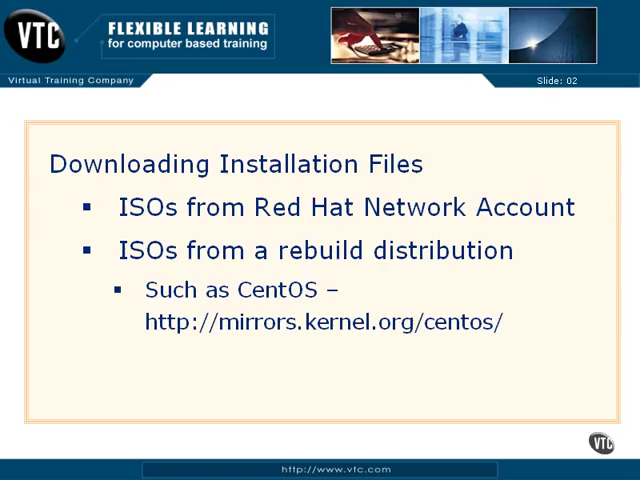 VTC
FLEXIBLE LEARNING
for computer based training
Virtual Training Company
Slide: 02
Downloading Installation Files
▪ ISOs from Red Hat Network Account
▪ ISOs from a rebuild distribution
▪ Such as CentOS –
http://mirrors.kernel.org/centos/
VTC
http://www.vtc.com